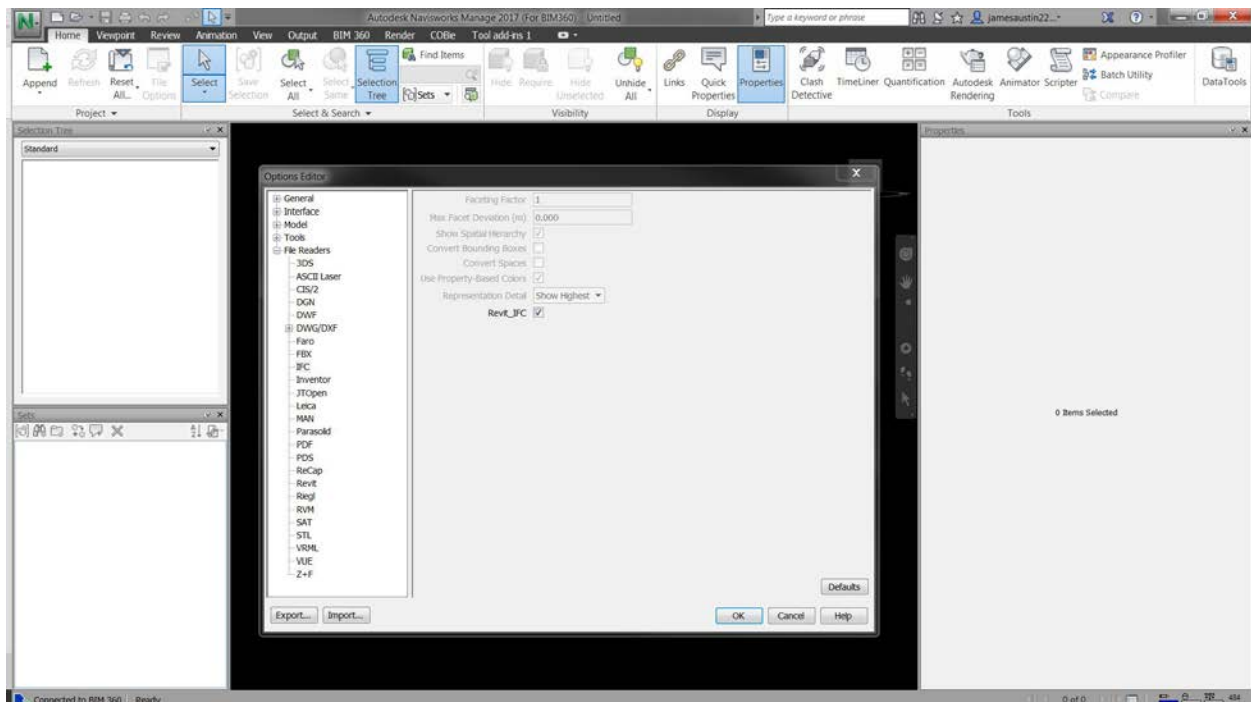 Autodesk Navisworks Manage 2017 (For BIM360) Untitled
Type a keyword or phrase
jamesaustin22...
Home Viewpoint Review Animation View Output BIM 360 Render COBie Tool add-ins 1
Append
Refresh
Reset All...
File Options
Select
Save Selection
Select All
Select Same
Selection Tree
Find Items
Sets
Hide
Require
Hide Unselected
Unhide All
Links
Quick Properties
Properties
Clash Detective
TimeLiner
Quantification
Autodesk Rendering
Animator
Scripter
Appearance Profiler
Batch Utility
Compare
DataTools
Project
Select & Search
Visibility
Display
Tools
Selection Tree
Standard
Sets
Options Editor
X
General
Interface
Model
Tools
File Readers
3DS
ASCII Laser
CIS/2
DGN
DWF
DWG/DXF
Faro
FBX
IFC
Inventor
JTOpen
Leica
MAN
Parasolid
PDF
PDS
ReCap
Revit
Riegl
RVM
SAT
STL
VRML
VUE
Z+F
Faceting Factor 1
Max Facet Deviation (m) 0.000
Show Spatial Hierarchy
Convert Bounding Boxes
Convert Spaces
Use Property-Based Colors
Representation Detail Show Highest
Revit_IFC
Defaults
Export... Import... OK Cancel Help
Properties
0 Items Selected
Connected to BIM 360 Ready
0 of 0